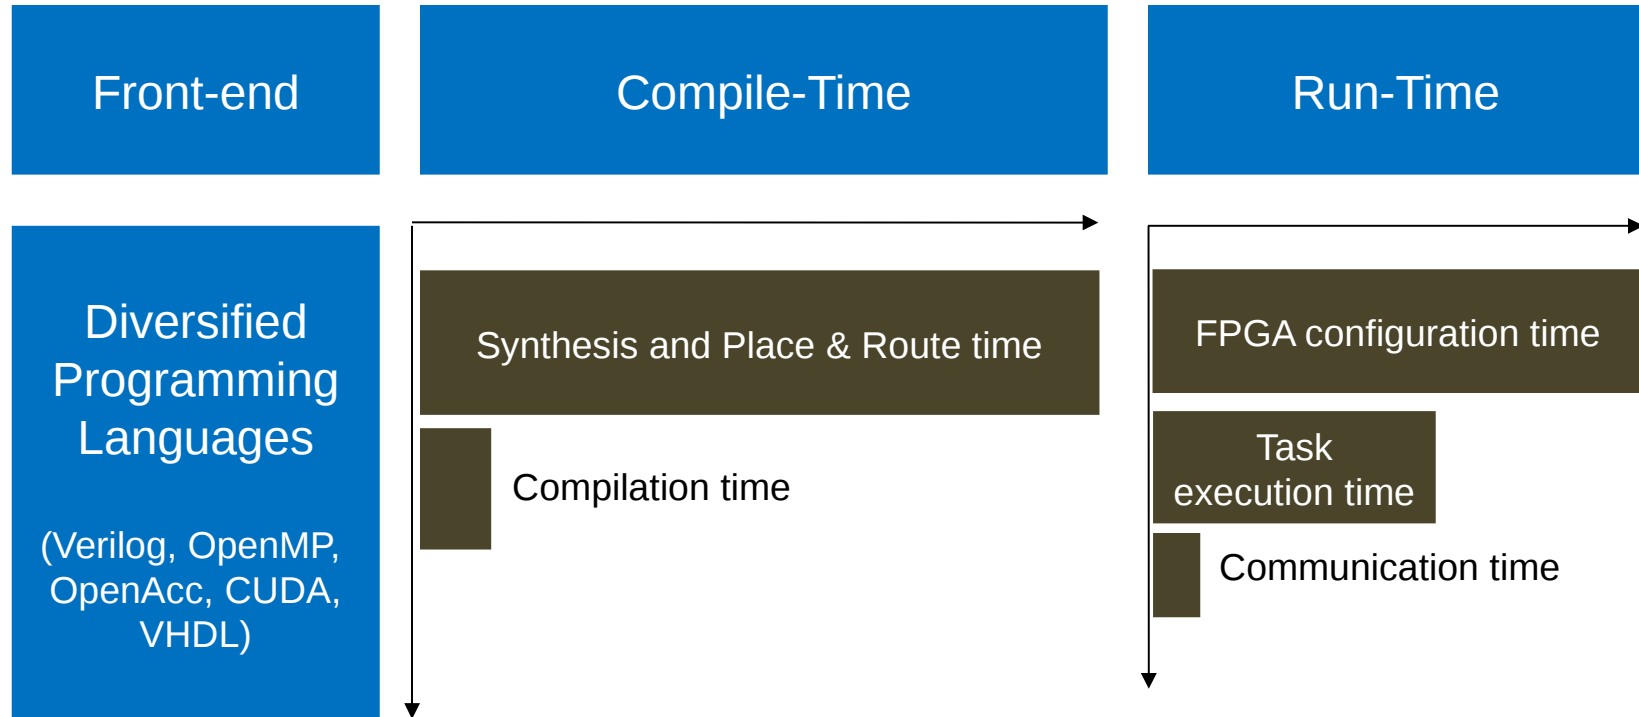 Front-end
Compile-Time
Run-Time
Diversified
Programming
Languages
(Verilog, OpenMP,
OpenAcc, CUDA,
VHDL)
Synthesis and Place & Route time
Compilation time
FPGA configuration time
Task
execution time
Communication time